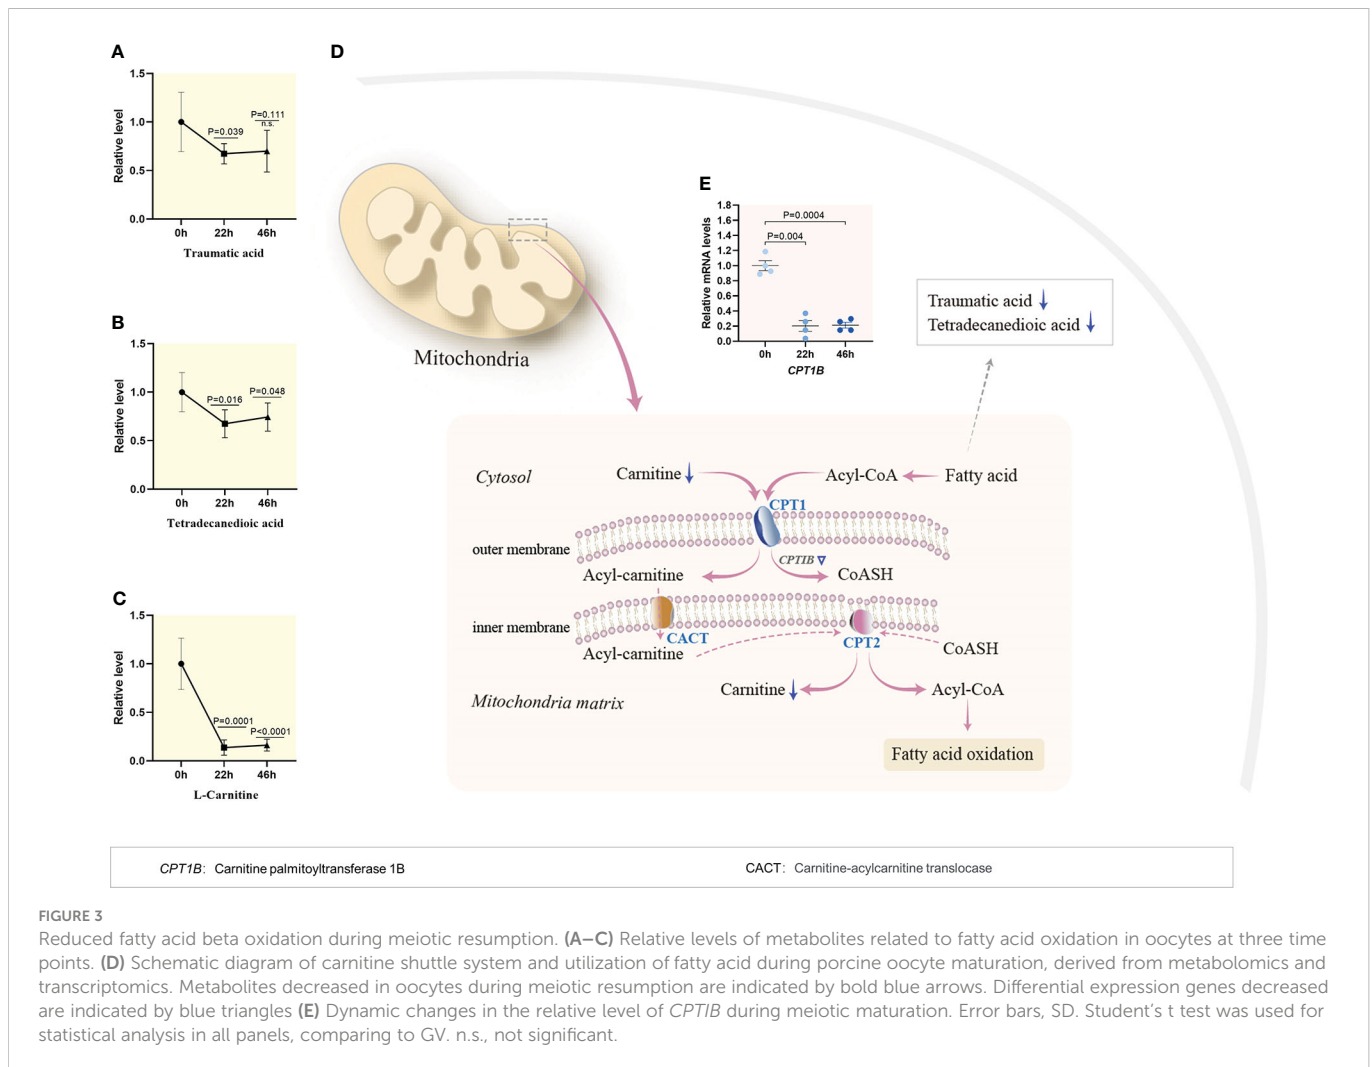 A
1.5
1.0
0.5
0.0
Relative level
P=0.039
P=0.111
n.s.
0h 22h 46h
Traumatic acid
B
1.5
1.0
0.5
0.0
Relative level
P=0.016
P=0.048
0h 22h 46h
Tetradecanedioic acid
C
1.5
1.0
0.5
0.0
Relative level
P=0.0001
P<0.0001
0h 22h 46h
L-Carnitine
D
Mitochondria
E
1.8
1.6
1.4
1.2
1.0
0.8
0.6
0.4
0.2
0.0
Relative mRNA levels
P=0.0004
P=0.004
0h 22h 46h
CPT1B
Traumatic acid
Tetradecanedioic acid
Cytosol
Carnitine
Acyl-CoA
Fatty acid
CPT1
outer membrane
CPTIB
Acyl-carnitine
CoASH
inner membrane
CACT
CPT2
Acyl-carnitine
CoASH
Mitochondria matrix
Carnitine
Acyl-CoA
Fatty acid oxidation
CPT1B: Carnitine palmitoyltransferase 1B
CACT: Carnitine-acylcarnitine translocase
FIGURE 3
Reduced fatty acid beta oxidation during meiotic resumption. (A–C) Relative levels of metabolites related to fatty acid oxidation in oocytes at three time
points. (D) Schematic diagram of carnitine shuttle system and utilization of fatty acid during porcine oocyte maturation, derived from metabolomics and
transcriptomics. Metabolites decreased in oocytes during meiotic resumption are indicated by bold blue arrows. Differential expression genes decreased
are indicated by blue triangles (E) Dynamic changes in the relative level of CPTIB during meiotic maturation. Error bars, SD. Student's t test was used for
statistical analysis in all panels, comparing to GV. n.s., not significant.